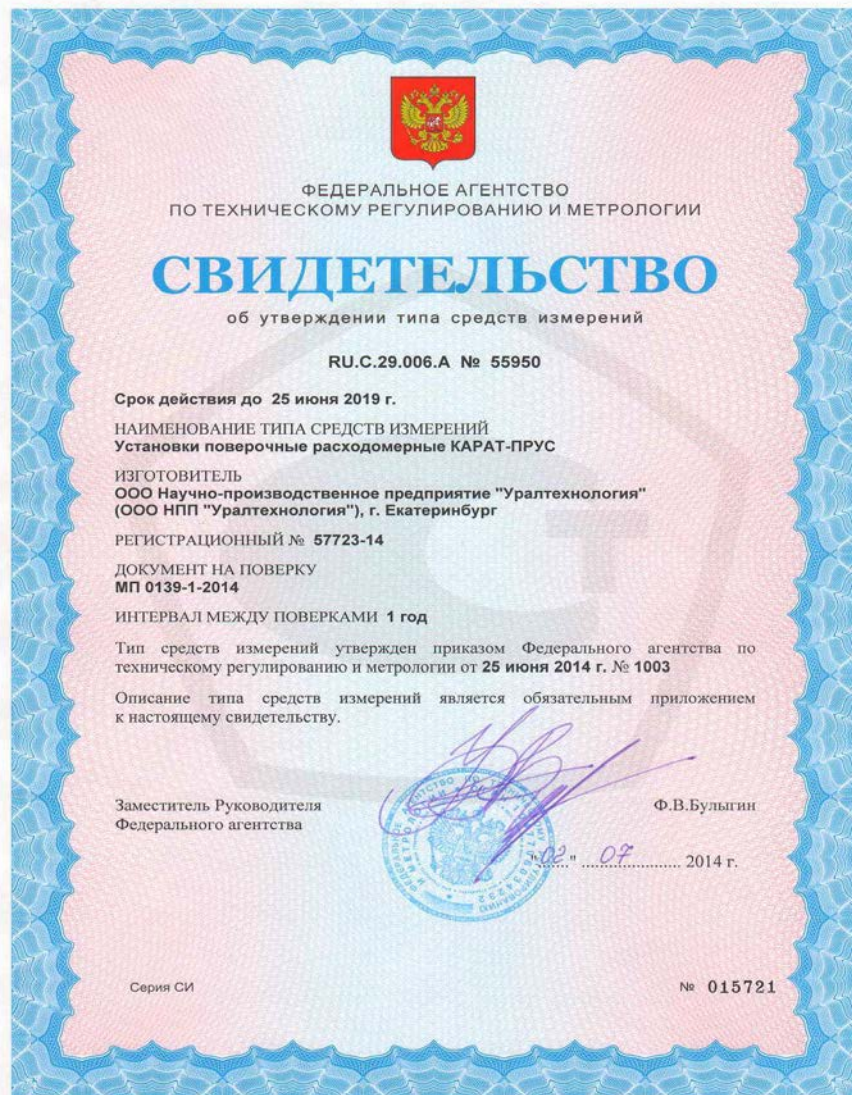 ФЕДЕРАЛЬНОЕ АГЕНТСТВО
ПО ТЕХНИЧЕСКОМУ РЕГУЛИРОВАНИЮ И МЕТРОЛОГИИ
СВИДЕТЕЛЬСТВО
об утверждении типа средств измерений
RU.C.29.006.A № 55950
Срок действия до 25 июня 2019 г.
НАИМЕНОВАНИЕ ТИПА СРЕДСТВ ИЗМЕРЕНИЙ
Установки поверочные расходомерные КАРАТ-ПРУС
ИЗГОТОВИТЕЛЬ
ООО Научно-производственное предприятие "Уралтехнология"
(ООО НПП "Уралтехнология"), г. Екатеринбург
РЕГИСТРАЦИОННЫЙ № 57723-14
ДОКУМЕНТ НА ПОВЕРКУ
МП 0139-1-2014
ИНТЕРВАЛ МЕЖДУ ПОВЕРКАМИ 1 год
Тип средств измерений утвержден приказом Федерального агентства по
техническому регулированию и метрологии от 25 июня 2014 г. № 1003
Описание типа средств измерений является обязательным приложением
к настоящему свидетельству.
Заместитель Руководителя
Федерального агентства
Ф.В.Булыгин
"02" 07 2014 г.
Серия СИ
№ 015721